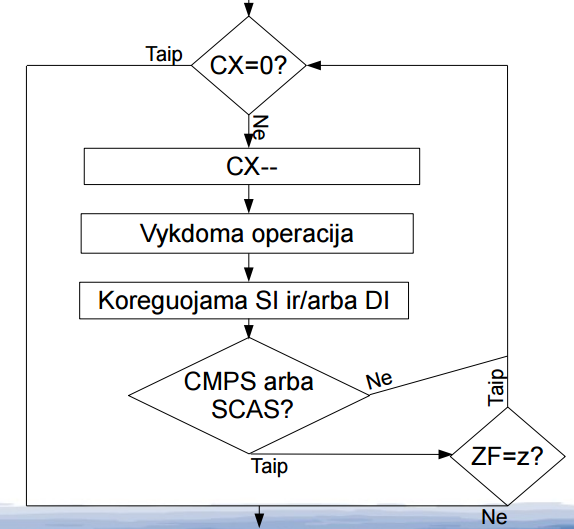 Taip
CX=0?
Ne
CX--
Vykdoma operacija
Koreguojama SI ir/arba DI
CMPS arba
SCAS?
Ne
Taip
Taip
ZF=z?
Ne